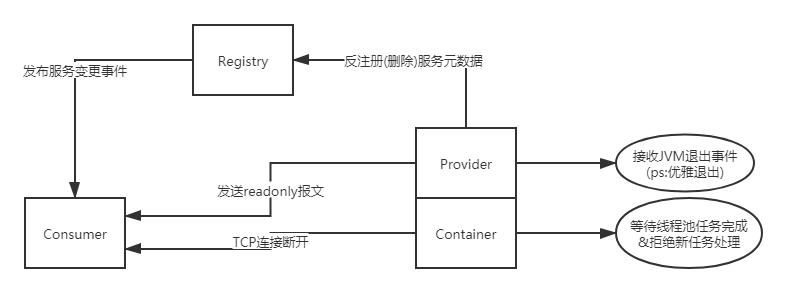 Registry
反注册(删除)服务元数据
发布服务变更事件
Provider
接收JVM退出事件
(ps:优雅退出)
发送readonly报文
Consumer
Container
等待线程池任务完成
&拒绝新任务处理
TCP连接断开